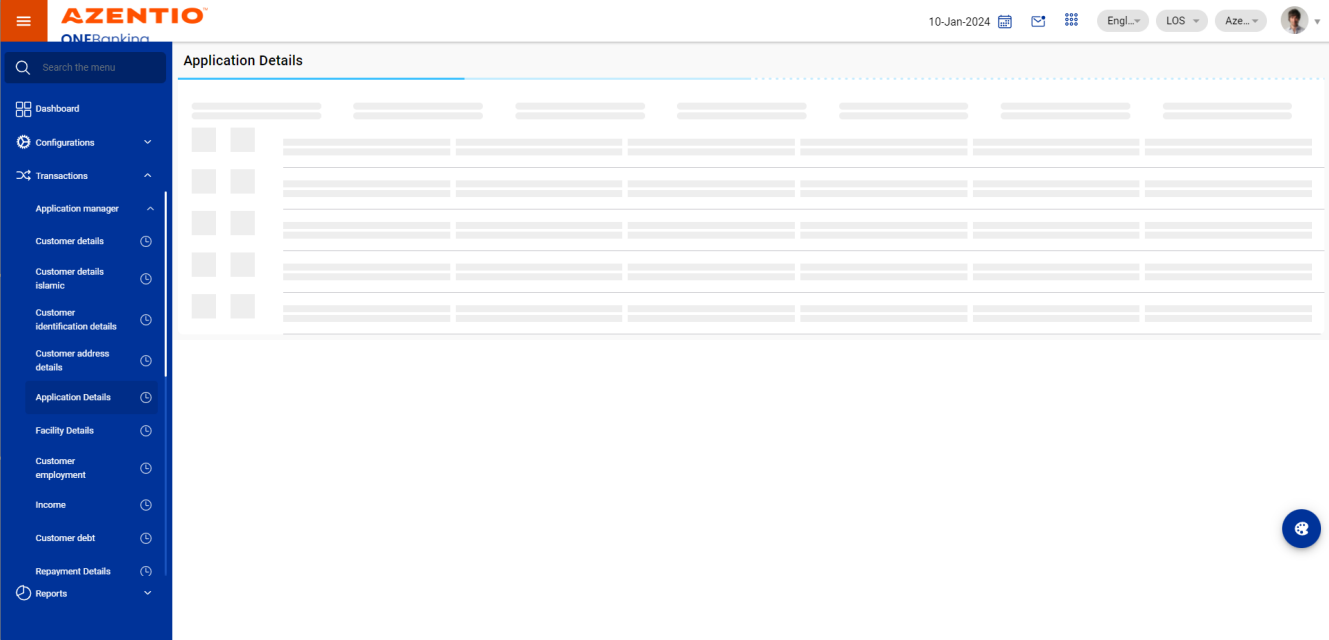 AZENTIO™
ONEBanking
10-Jan-2024
Engl...
LOS
Aze...
Search the menu
Dashboard
Configurations
Transactions
Application manager
Customer details
Customer details
islamic
Customer
identification details
Customer address
details
Application Details
Facility Details
Customer
employment
Income
Customer debt
Repayment Details
Reports
Application Details